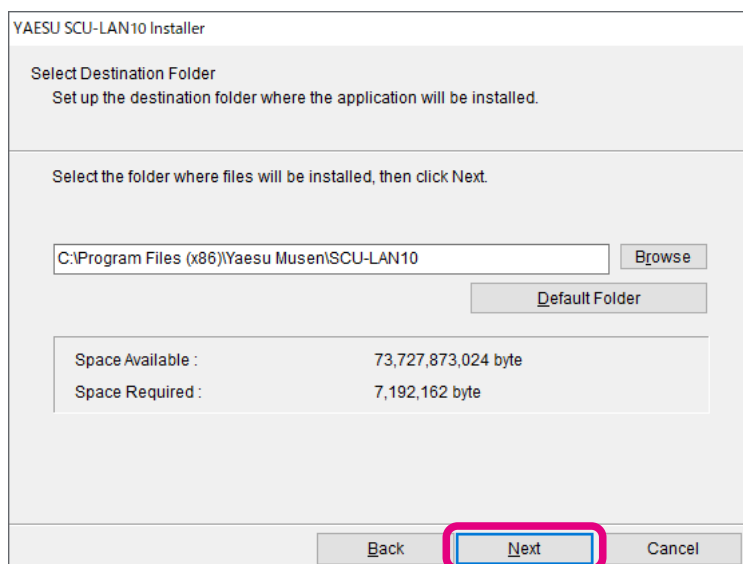 YAESU SCU-LAN10 Installer
Select Destination Folder
Set up the destination folder where the application will be installed.
Select the folder where files will be installed, then click Next.
C:\Program Files (x86)\Yaesu Musen\SCU-LAN10
Browse
Default Folder
Space Available : 73,727,873,024 byte
Space Required : 7,192,162 byte
Back Next Cancel